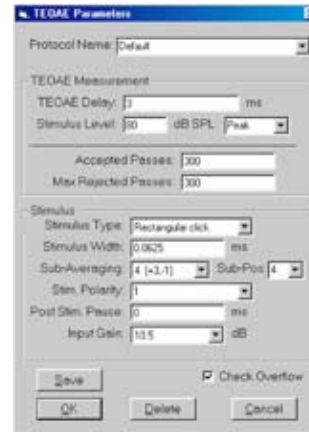 TEOAE Parameters
Protocol Name: Default
TEOAE Measurement
TEOAE Delay: 3 ms
Stimulus Level: 80 dB SPL Peak
Accepted Passes: 300
Max Rejected Passes: 300
Stimulus
Stimulus Type: Rectangular click
Stimulus Width: 0.0625 ms
Sub-Averaging: 4 (+3,-1) Sub-Pos 4
Stim. Polarity: 1
Post Stim. Pause: 0 ms
Input Gain: 10.5 dB
Save Check Overflow
OK Delete Cancel